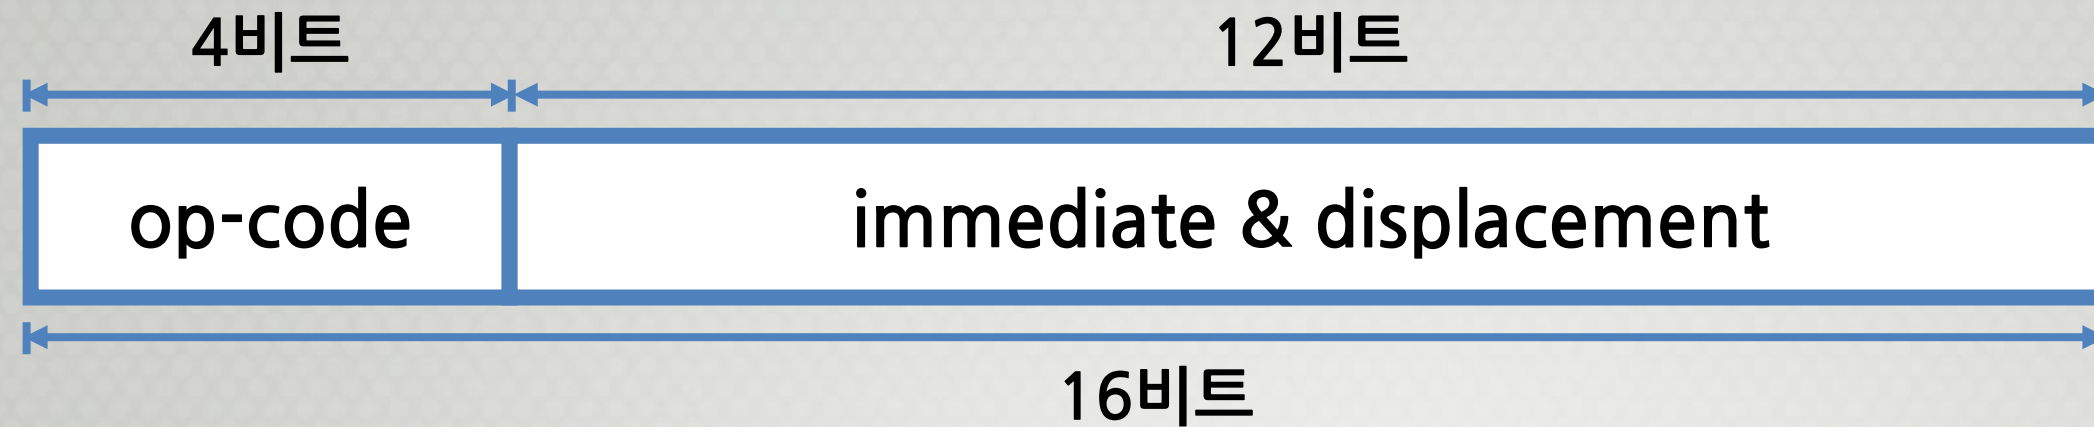 4비트 12비트
op-code immediate & displacement
16비트